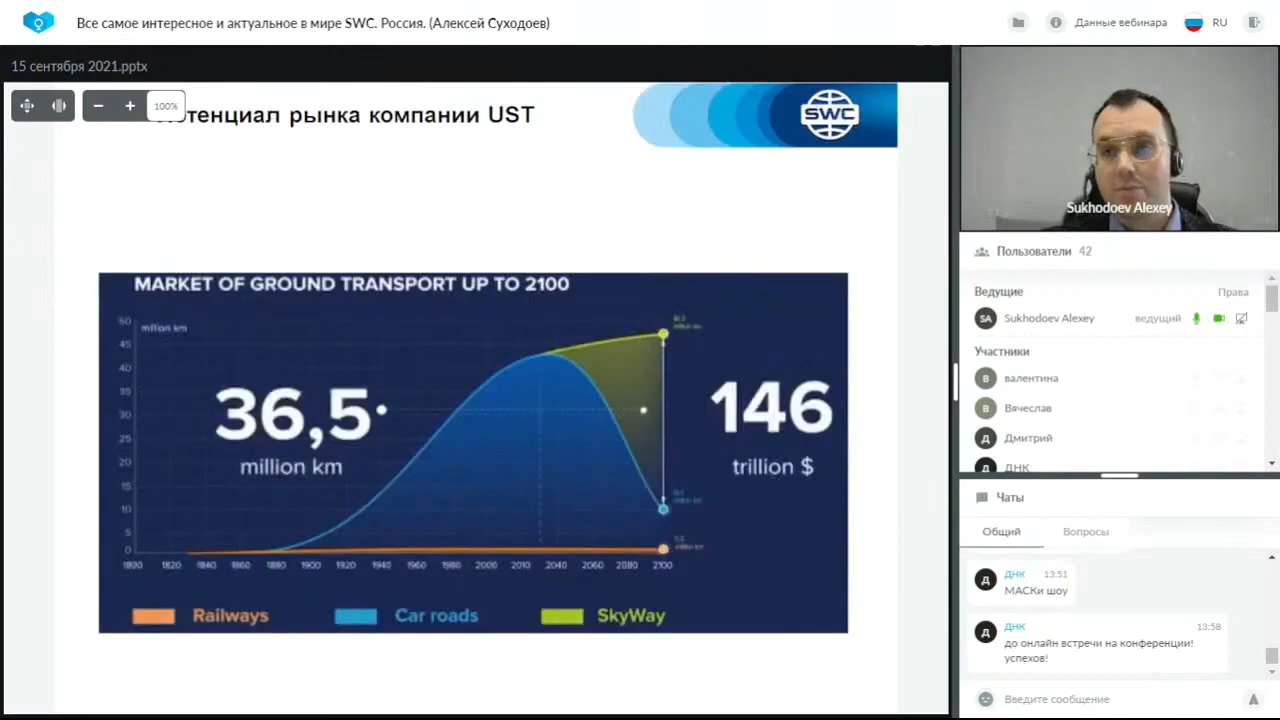 Все самое интересное и актуальное в мире SWC. Россия. (Алексей Суходоев)
Данные вебинара
RU
15 сентября 2021.pptx
100%
тенциал рынка компании UST
SWC
MARKET OF GROUND TRANSPORT UP TO 2100
million km
50
45
40
35
30
25
20
15
10
5
0
36,5
million km
146
trillion $
1800 1820 1840 1860 1880 1900 1920 1940 1960 1980 2000 2010 2040 2060 2080 2100
Railways
Car roads
SkyWay
Sukhodoev Alexey
Пользователи 42
Ведущие
Права
SA Sukhodoev Alexey ведущий
Участники
В валентина
В Вячеслав
Д Дмитрий
Д ДНК
Чаты
Общий
Вопросы
Д ДНК 13:51
МАСКи шоу
Д ДНК 13:58
до онлайн встречи на конференции!
успехов!
Введите сообщение